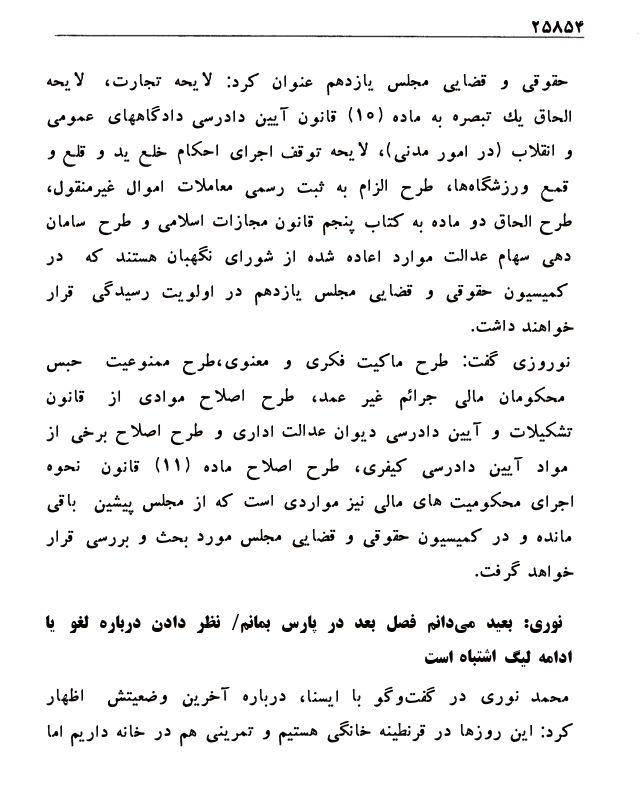 ۲۵۸۵۴
حقوقی و قضایی مجلس یازدهم عنوان کرد: لایحه تجارت، لایحه
الحاق یك تبصره به ماده (۱۰) قانون آیین دادرسی دادگاههای عمومی
و انقلاب (در امور مدنی)، لایحه توقف اجرای احکام خلع ید و قلع و
قمع ورزشگاه‌ها، طرح الزام به ثبت رسمی معاملات اموال غیرمنقول،
طرح الحاق دو ماده به کتاب پنجم قانون مجازات اسلامی و طرح سامان
دهی سهام عدالت موارد اعاده شده از شورای نگهبان هستند که در
کمیسیون حقوقی و قضایی مجلس یازدهم در اولویت رسیدگی قرار
خواهند داشت.
نوروزی گفت: طرح ماکیت فکری و معنوی،طرح ممنوعیت حبس
محکومان مالی جرائم غیر عمد، طرح اصلاح موادی از قانون
تشکیلات و آیین دادرسی دیوان عدالت اداری و طرح اصلاح برخی از
مواد آیین دادرسی کیفری، طرح اصلاح ماده (۱۱) قانون نحوه
اجرای محکومیت های مالی نیز مواردی است که از مجلس پیشین باقی
مانده و در کمیسیون حقوقی و قضایی مجلس مورد بحث و بررسی قرار
خواهد گرفت.
نوری: بعید می‌دانم فصل بعد در پارس بمانم/ نظر دادن درباره لغو یا
ادامه لیگ اشتباه است
محمد نوری در گفت‌وگو با ایسنا، درباره آخرین وضعیتش اظهار
کرد: این روزها در قرنطینه خانگی هستیم و تمرینی هم در خانه داریم اما